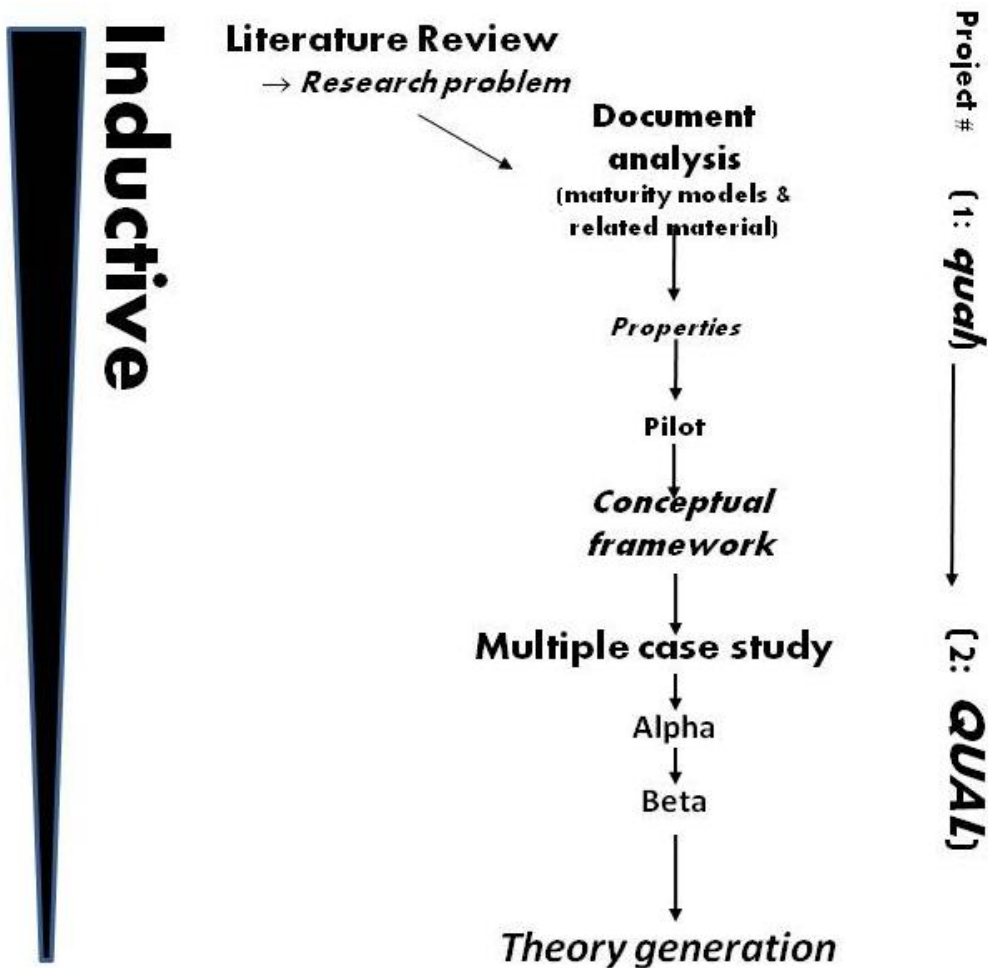 Inductive
Literature Review
→ Research problem
Document
analysis
(maturity models &
related material)
Properties
Pilot
Conceptual
framework
Multiple case study
Alpha
Beta
Theory generation
Project # (1: qual) (2: QUAL)